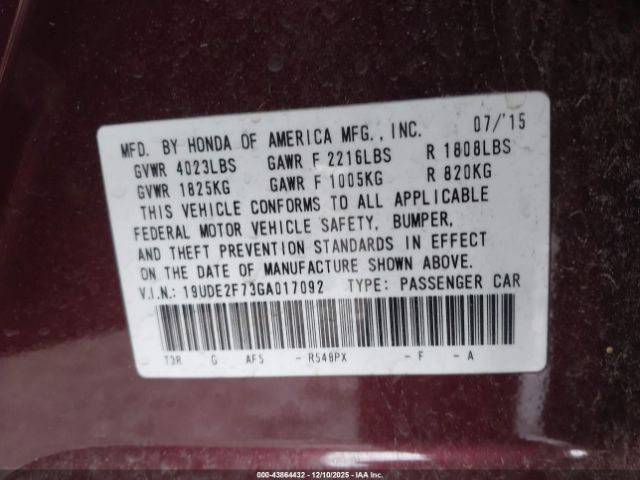 MFD. BY HONDA OF AMERICA MFG., INC. 07/'15
GVWR 4023LBS GAWR F 2216LBS R 1808LBS
GVWR 1825KG GAWR F 1005KG R 820KG
THIS VEHICLE CONFORMS TO ALL APPLICABLE
FEDERAL MOTOR VEHICLE SAFETY, BUMPER,
AND THEFT PREVENTION STANDARDS IN EFFECT
ON THE DATE OF MANUFACTURE SHOWN ABOVE.
V.I.N.: 19UDE2F73GA017092 TYPE: PASSENGER CAR
T3R G AF5 - R548PX - F - A
000-43864432 - 12/10/2025 - IAA Inc.